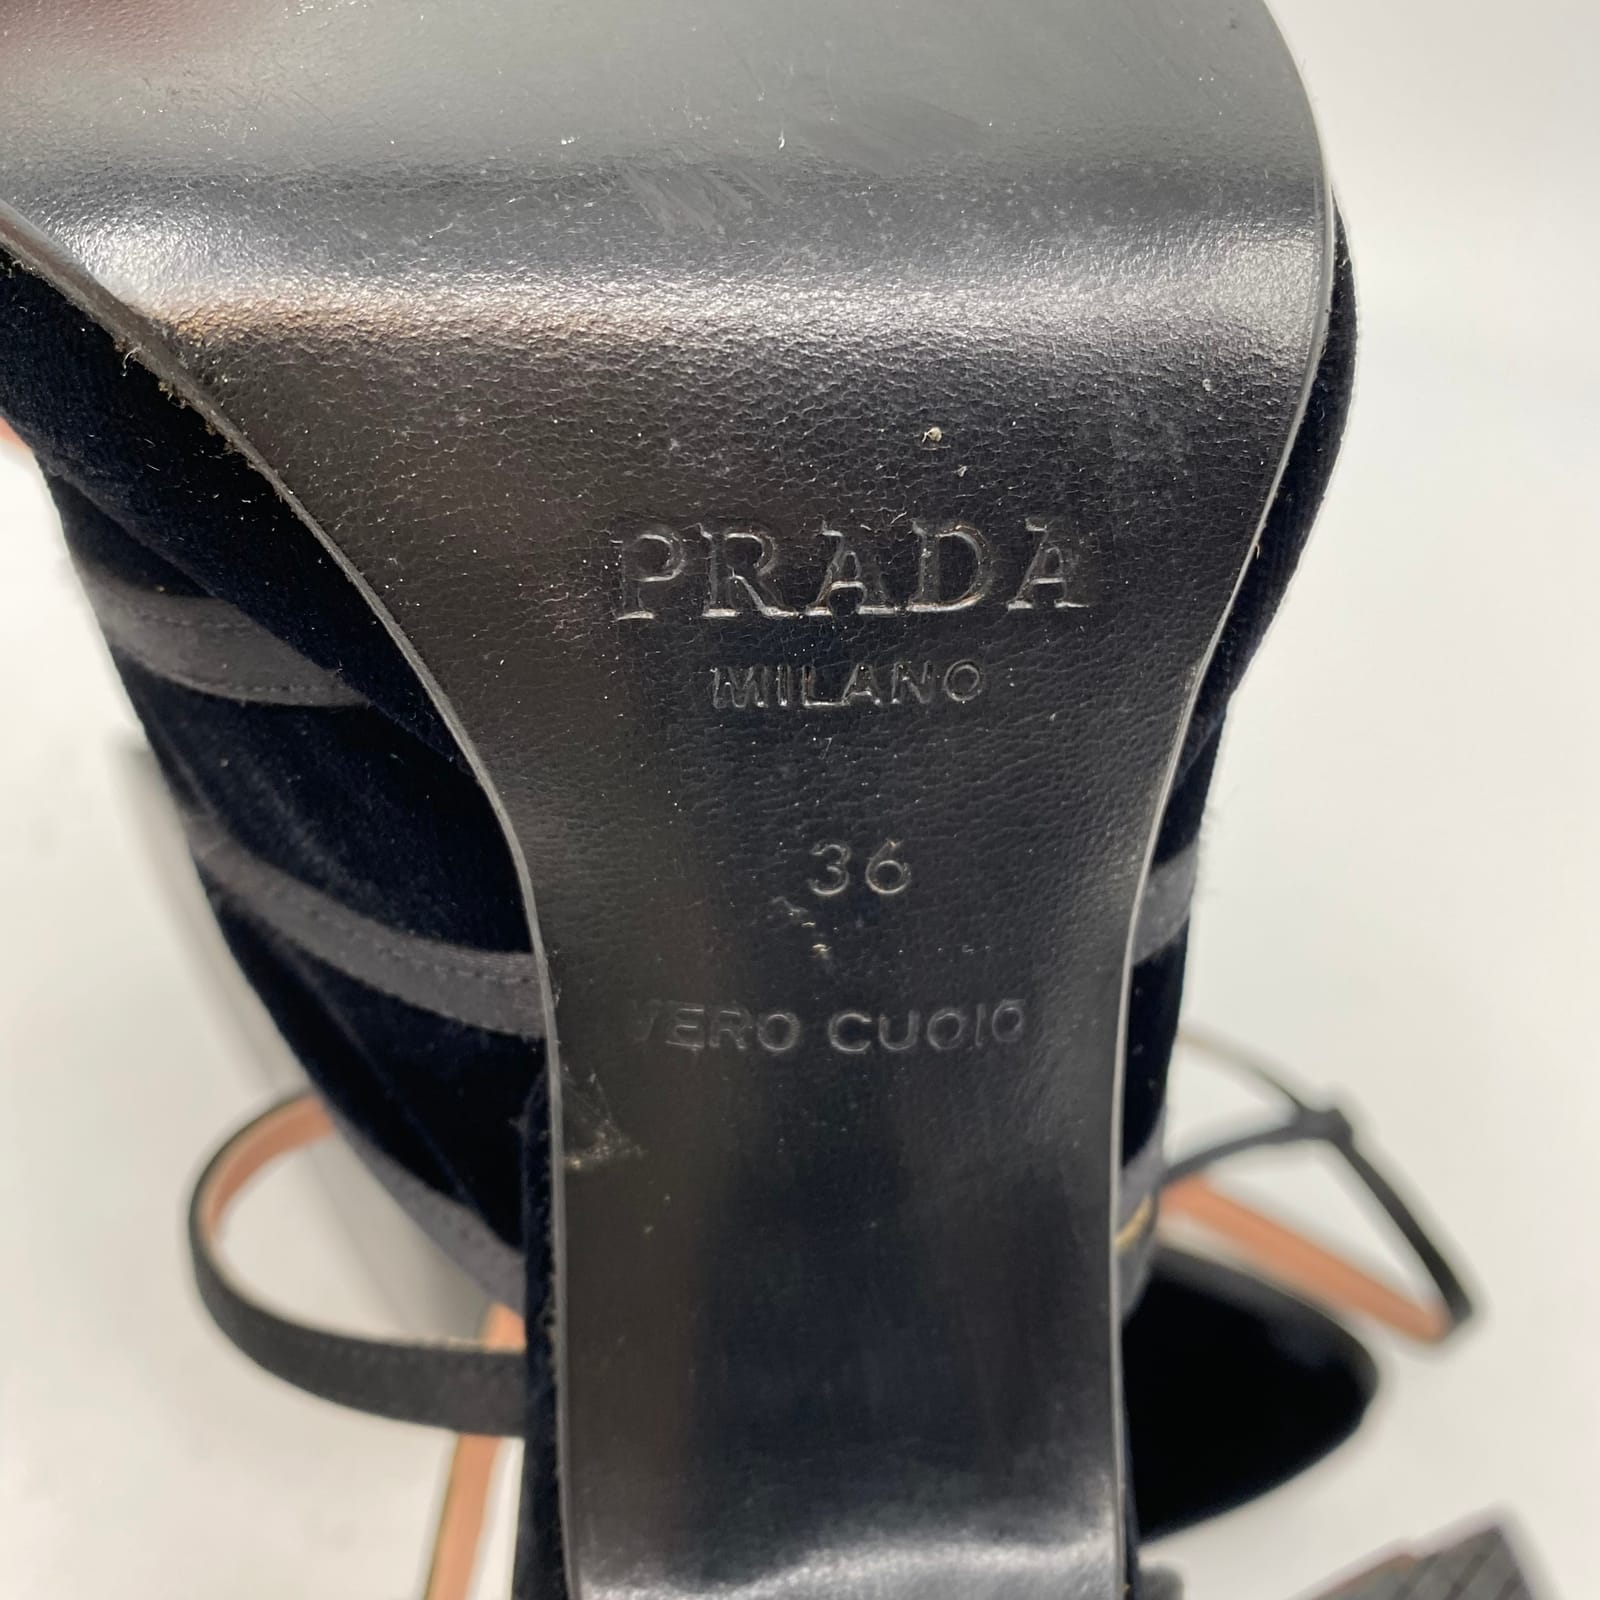 PRADA
MILANO
36
VERO CUOIO